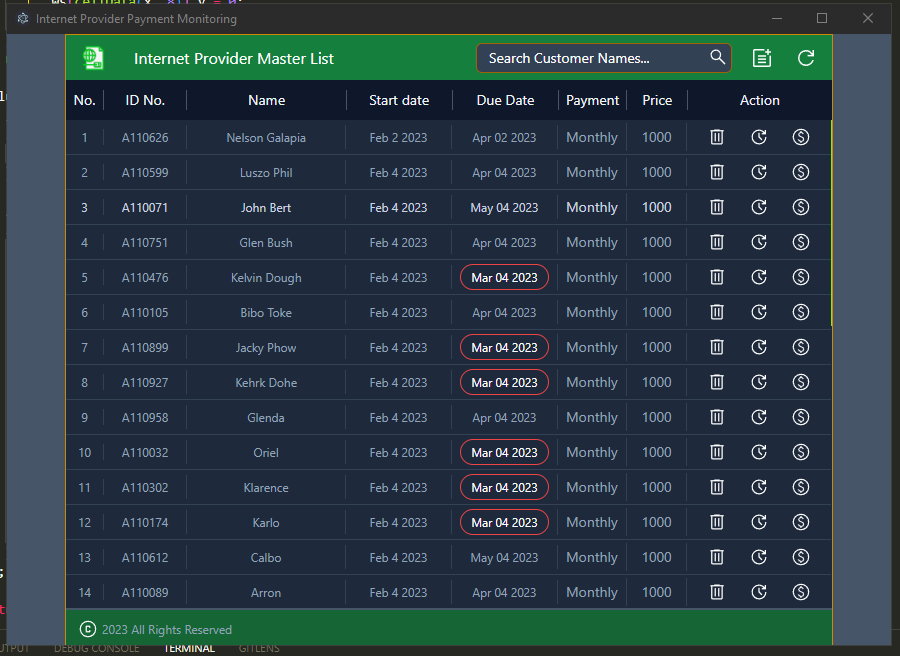 Internet Provider Payment Monitoring
Internet Provider Master List Search Customer Names...
No. ID No. Name Start date Due Date Payment Price Action
1 A110626 Nelson Galapia Feb 2 2023 Apr 02 2023 Monthly 1000
2 A110599 Luszo Phil Feb 4 2023 Apr 04 2023 Monthly 1000
3 A110071 John Bert Feb 4 2023 May 04 2023 Monthly 1000
4 A110751 Glen Bush Feb 4 2023 Apr 04 2023 Monthly 1000
5 A110476 Kelvin Dough Feb 4 2023 Mar 04 2023 Monthly 1000
6 A110105 Bibo Toke Feb 4 2023 Apr 04 2023 Monthly 1000
7 A110899 Jacky Phow Feb 4 2023 Mar 04 2023 Monthly 1000
8 A110927 Kehrk Dohe Feb 4 2023 Mar 04 2023 Monthly 1000
9 A110958 Glenda Feb 4 2023 Apr 04 2023 Monthly 1000
10 A110032 Oriel Feb 4 2023 Mar 04 2023 Monthly 1000
11 A110302 Klarence Feb 4 2023 Mar 04 2023 Monthly 1000
12 A110174 Karlo Feb 4 2023 Mar 04 2023 Monthly 1000
13 A110612 Calbo Feb 4 2023 May 04 2023 Monthly 1000
14 A110089 Arron Feb 4 2023 Apr 04 2023 Monthly 1000
© 2023 All Rights Reserved
DEBUG CONSOLE TERMINAL GITLENS